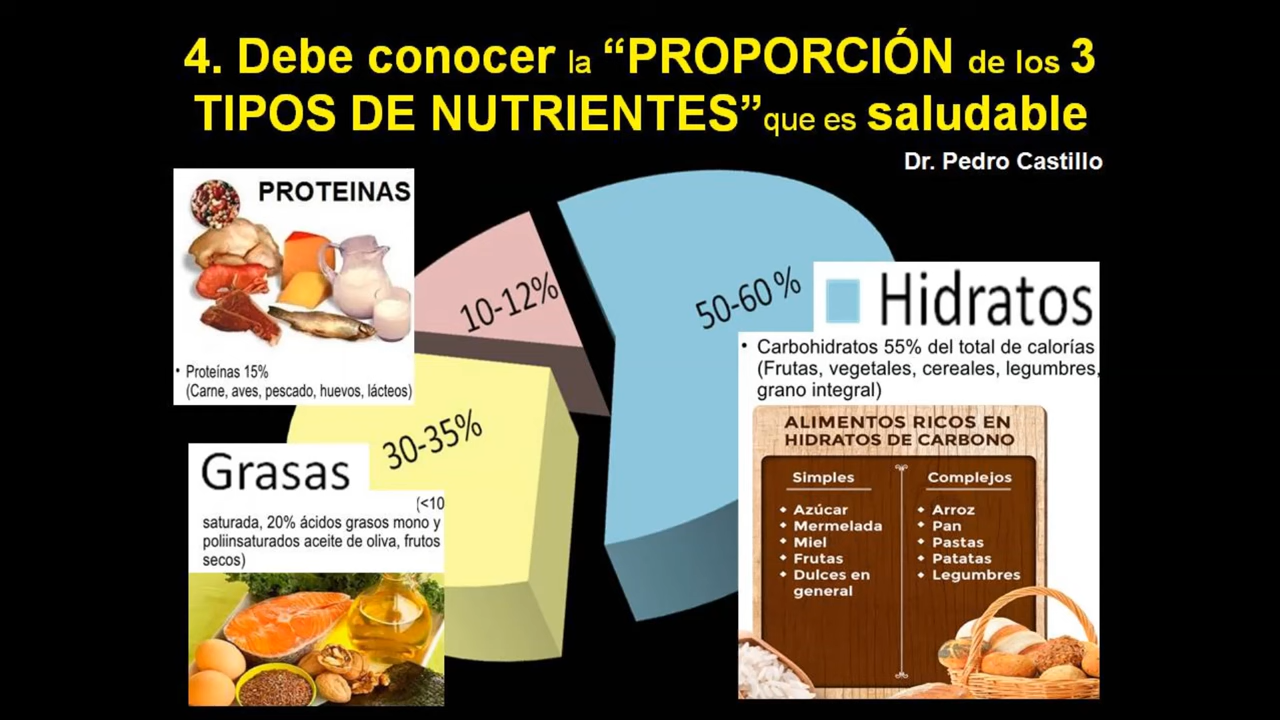 4. Debe conocer la “PROPORCIÓN de los 3
TIPOS DE NUTRIENTES”que es saludable
Dr. Pedro Castillo
PROTEINAS
• Proteínas 15%
(Carne, aves, pescado, huevos, lácteos)
10-12%
50-60 %
30-35%
Hidratos
• Carbohidratos 55% del total de calorías
(Frutas, vegetales, cereales, legumbres,
grano integral)
ALIMENTOS RICOS EN
HIDRATOS DE CARBONO
Simples
Azúcar
Mermelada
Miel
Frutas
Dulces en
general
Complejos
Arroz
Pan
Pastas
Patatas
Legumbres
Grasas
(<10
saturada, 20% ácidos grasos mono y
poliinsaturados aceite de oliva, frutos
secos)